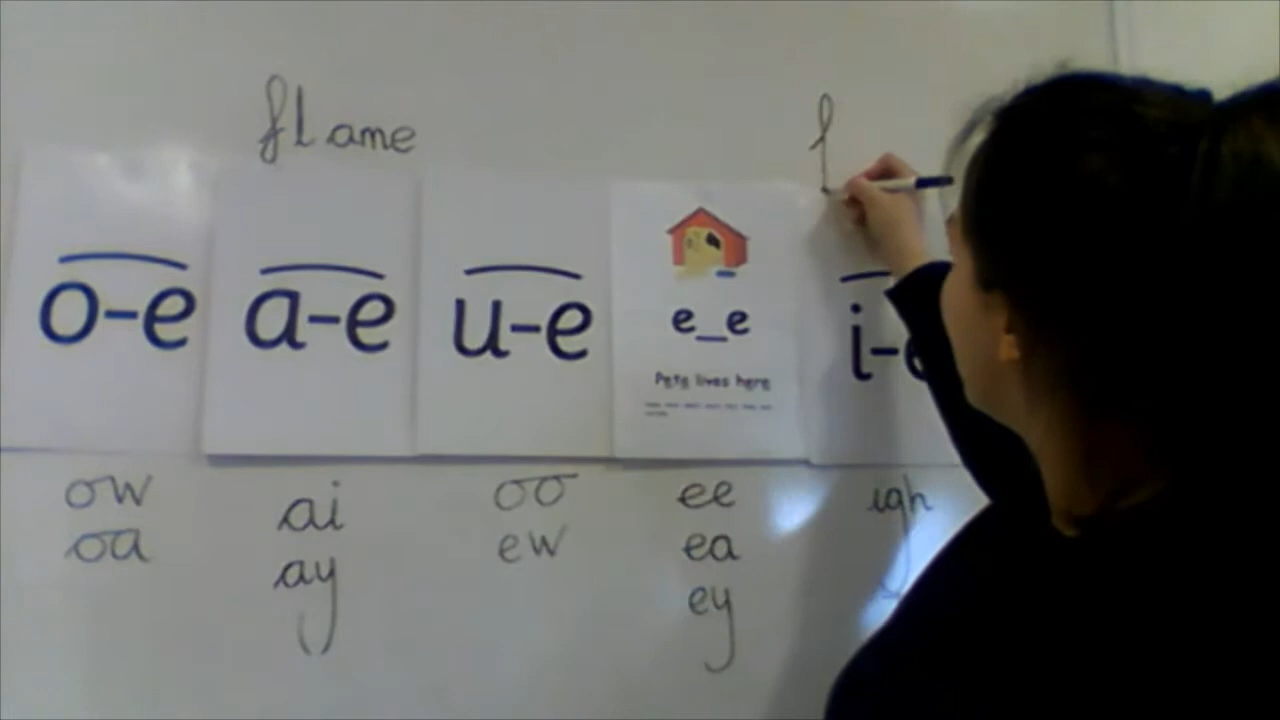 flame
f
o-e a-e u-e e_e i-e
Pete lives here
ow ai oo ee igh
oa ay ew ea
ey